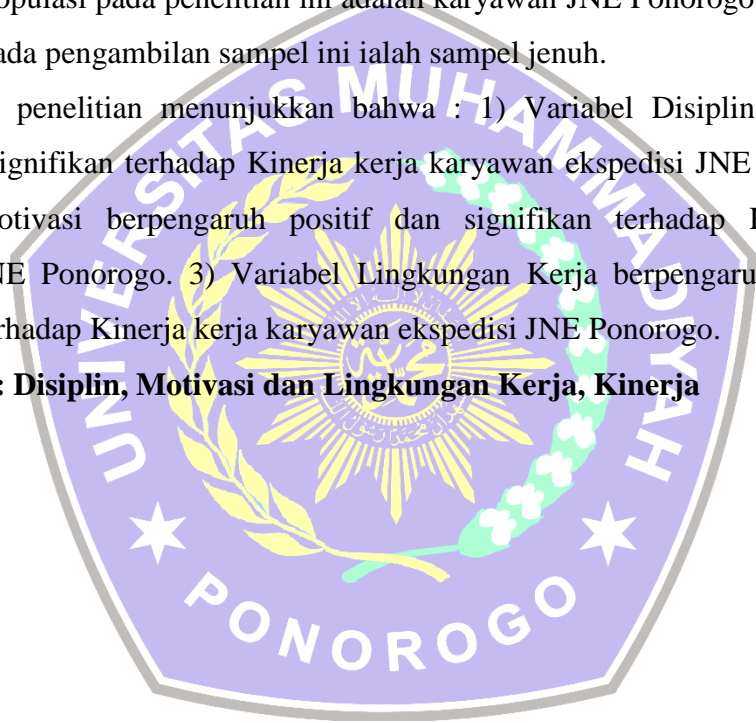 opulasi pada penelitian ini adalah karyawan JNE Ponorogo
ada pengambilan sampel ini ialah sampel jenuh.
penelitian menunjukkan bahwa : 1) Variabel Disiplin
ignifikan terhadap Kinerja kerja karyawan ekspedisi JNE
otivasi berpengaruh positif dan signifikan terhadap
NE Ponorogo. 3) Variabel Lingkungan Kerja berpengaru
rhadap Kinerja kerja karyawan ekspedisi JNE Ponorogo.
: Disiplin, Motivasi dan Lingkungan Kerja, Kinerja
UNIVERSITAS MUHAMMADIYAH
PONOROGO